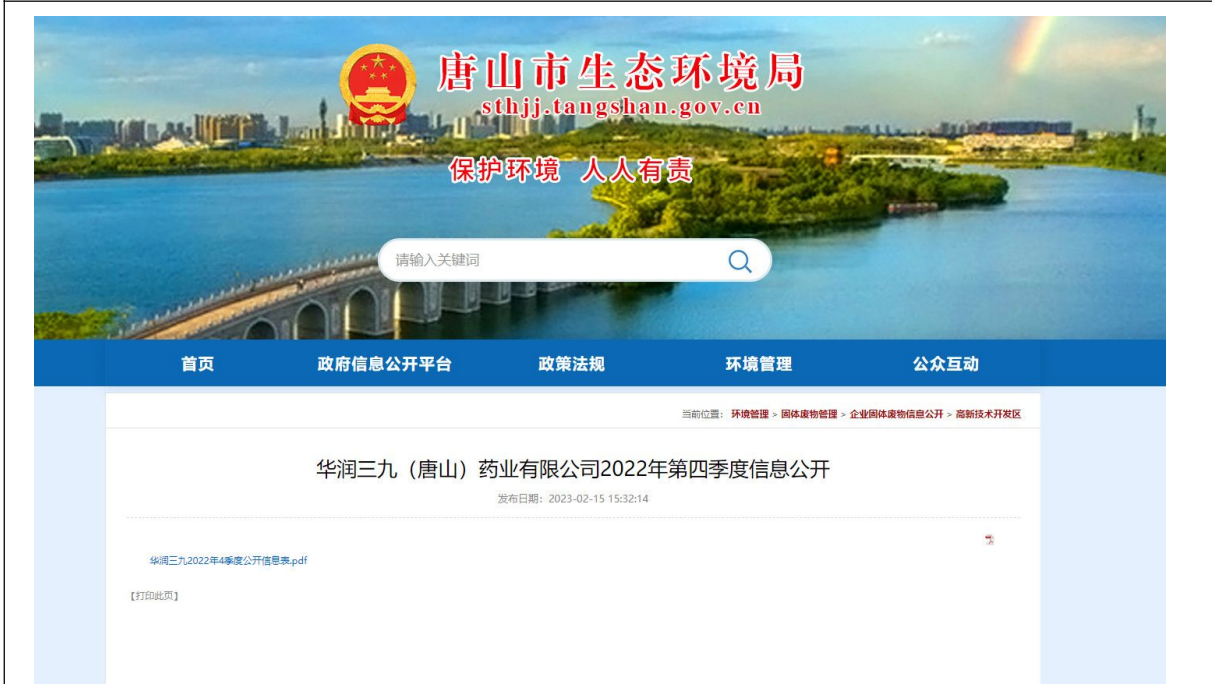 唐山市生态环境局
sthjj.tangshan.gov.cn
保护环境 人人有责
请输入关键词
首页 政府信息公开平台 政策法规 环境管理 公众互动
当前位置： 环境管理 > 固体废物管理 > 企业固体废物信息公开 > 高新技术开发区
华润三九（唐山）药业有限公司2022年第四季度信息公开
发布日期：2023-02-15 15:32:14
华润三九2022年4季度公开信息表.pdf
【打印此页】